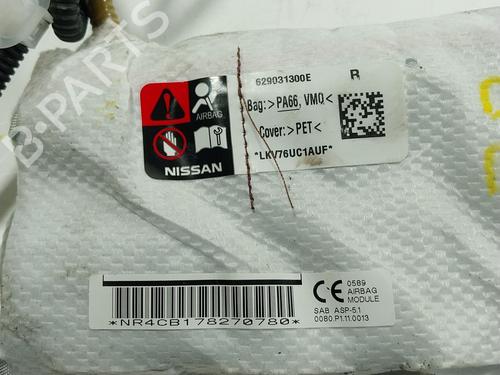 629031300E R
Bag: >PA66, VMQ<
AIRBAG
Cover: >PET<
*LKV76UC1AUF*
NISSAN
CE 0589
AIRBAG
MODULE
SAB ASP-5.1
0080.P1.11.0013
*NR4CB178270780*
B-PARTS